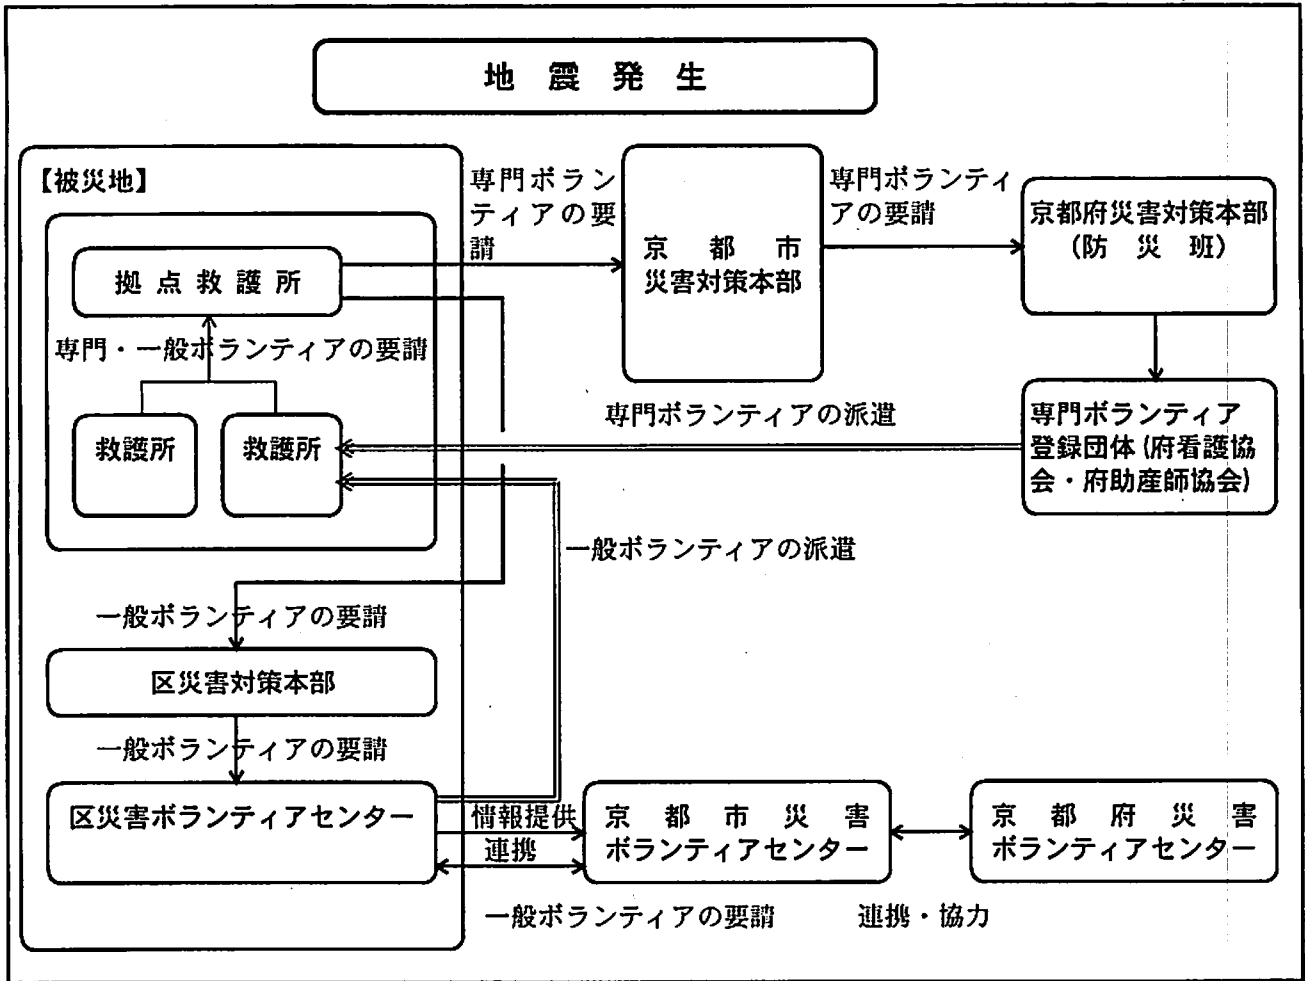 地震発生
【被災地】
専門ボラン
ティアの要
請
京都市
災害対策本部
専門ボランティ
アの要請
京都府災害対策本部
(防災班)
拠点救護所
専門・一般ボランティアの要請
救護所
救護所
専門ボランティアの派遣
専門ボランティア
登録団体(府看護協
会・府助産師協会)
一般ボランティアの派遣
一般ボランティアの要請
区災害対策本部
一般ボランティアの要請
区災害ボランティアセンター
情報提供
連携
京都市災害
ボランティアセンター
京都府災害
ボランティアセンター
一般ボランティアの要請
連携・協力